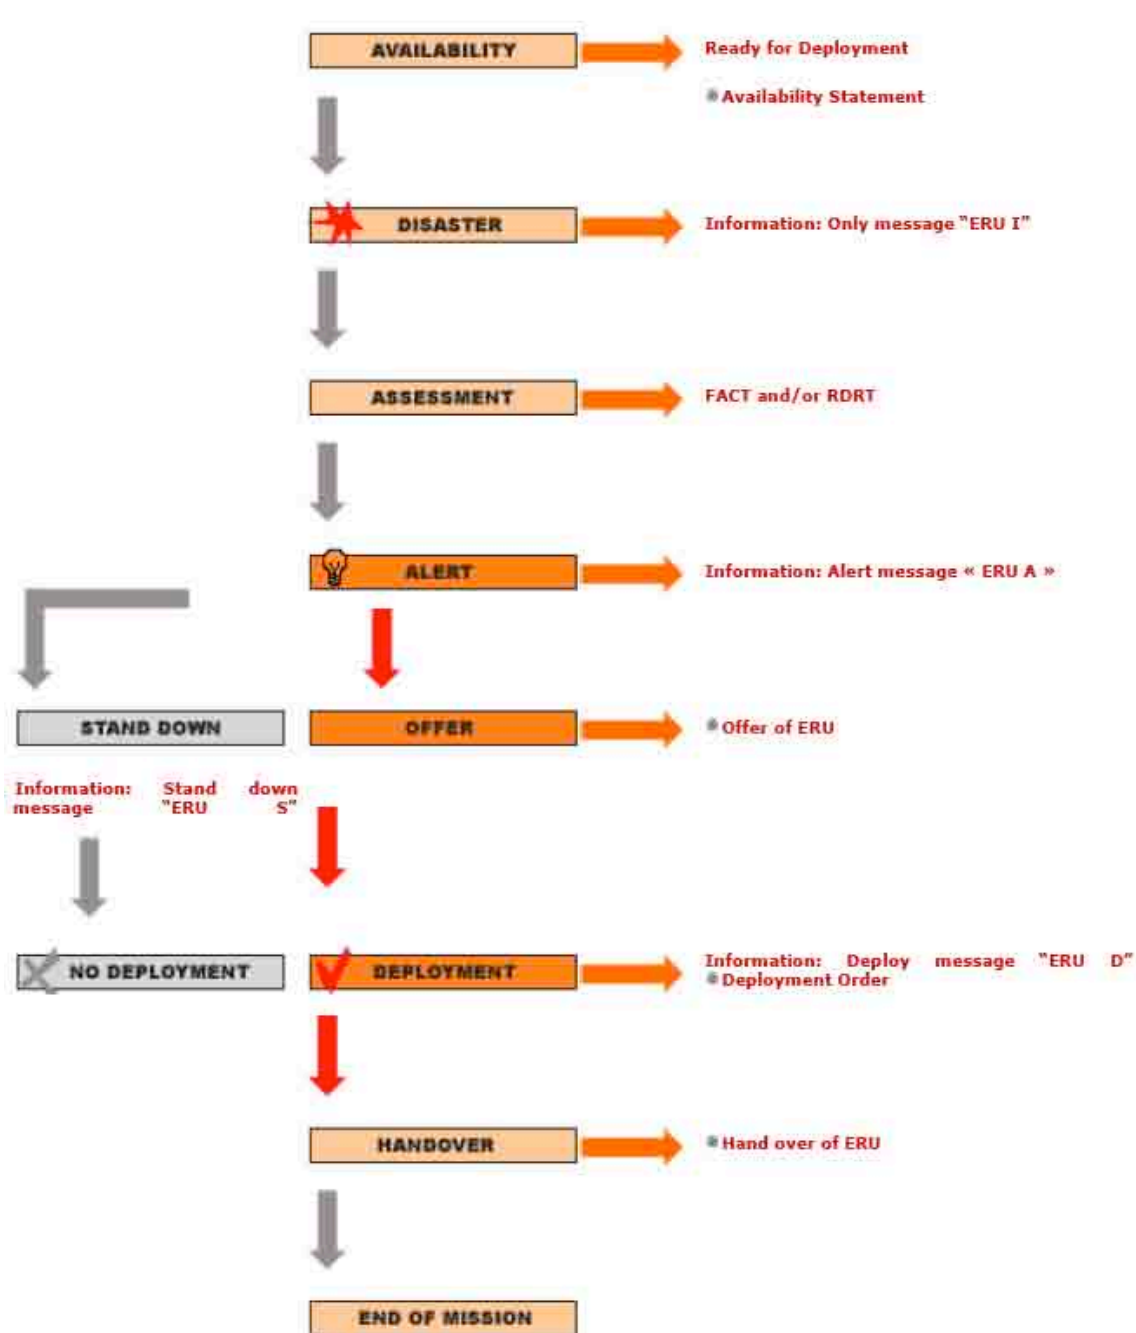 AVAILABILITY
Ready for Deployment
Availability Statement
DISASTER
Information: Only message "ERU I"
ASSESSMENT
FACT and/or RDRT
ALERT
Information: Alert message « ERU A »
STAND DOWN
OFFER
Offer of ERU
Information: Stand down
message "ERU S"
NO DEPLOYMENT
DEPLOYMENT
Information: Deploy message "ERU D"
Deployment Order
HANDOVER
Hand over of ERU
END OF MISSION